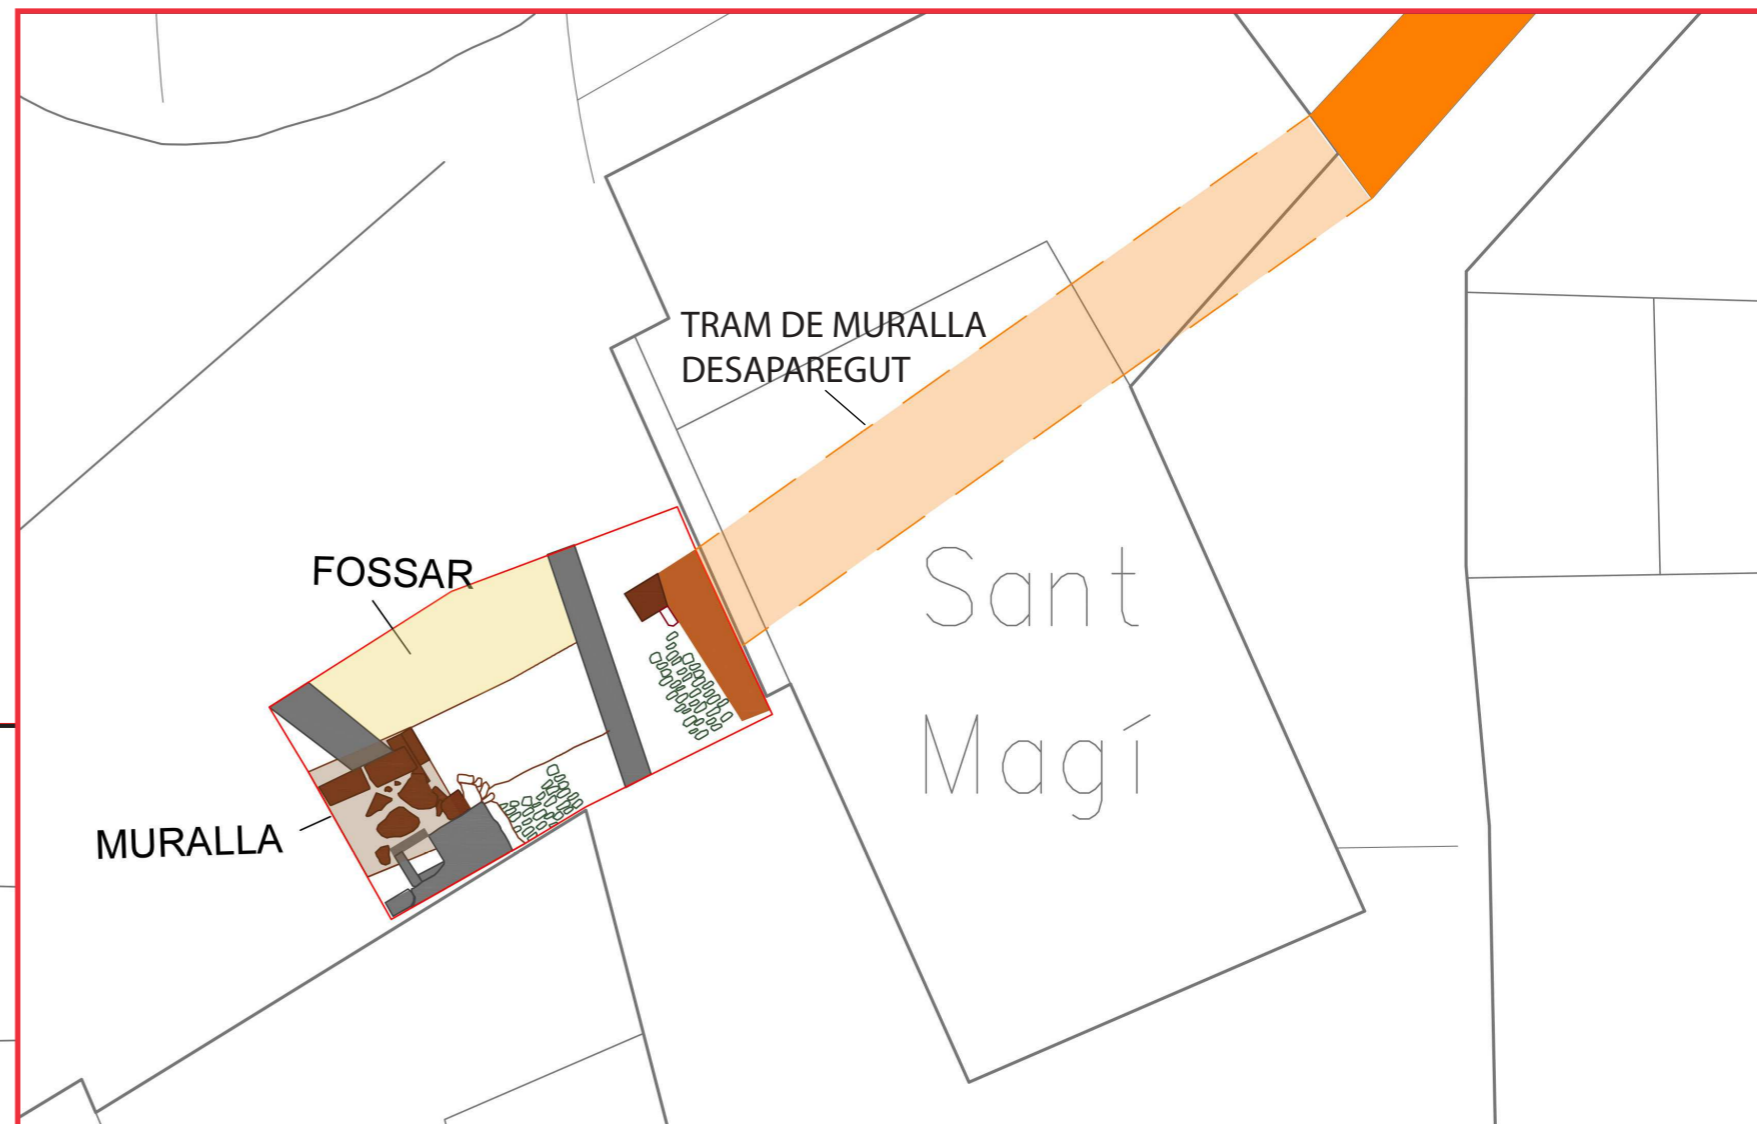 TRAM DE MURALLA
DESAPAREGUT
FOSSAR
Sant
Magí
MURALLA